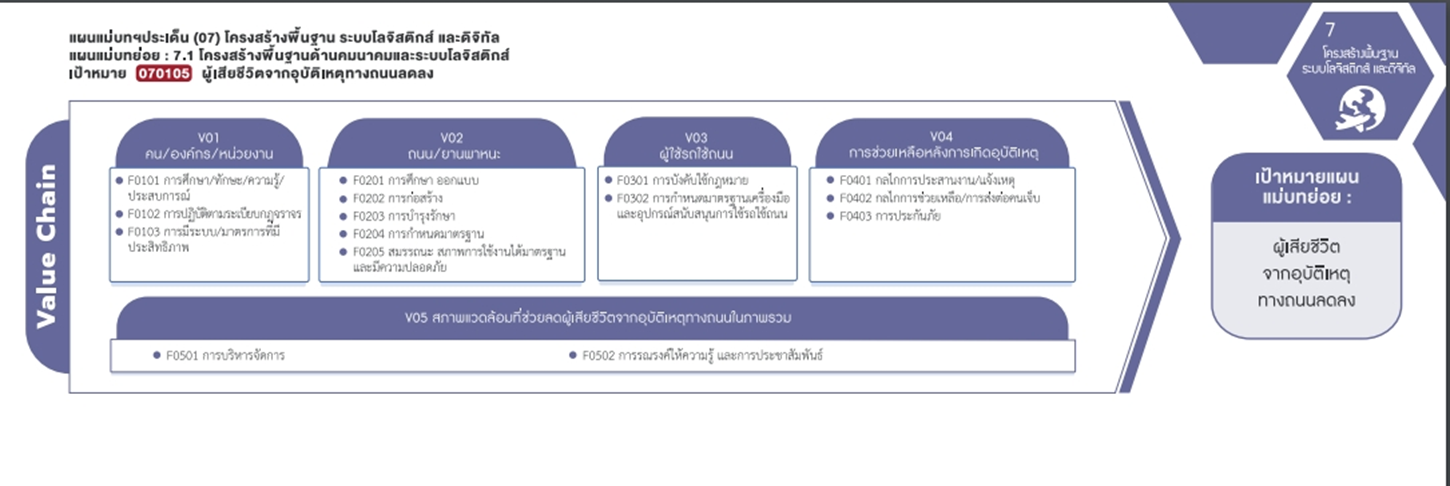 แผนแม่บทฯประเด็น (07) โครงสร้างพื้นฐาน ระบบโลจิสติกส์ และดิจิทัล
แผนแม่บทย่อย : 7.1 โครงสร้างพื้นฐานด้านคมนาคมและระบบโลจิสติกส์
เป้าหมาย 070105 ผู้เสียชีวิตจากอุบัติเหตุทางถนนลดลง
7
โครงสร้างพื้นฐาน
ระบบโลจิสติกส์ และดิจิทัล
Value Chain
V01
คน/องค์กร/หน่วยงาน
F0101 การศึกษา/ทักษะ/ความรู้/
ประสบการณ์
F0102 การปฏิบัติตามระเบียบกฎจราจร
F0103 การมีระบบ/มาตรการที่มี
ประสิทธิภาพ
V02
ถนน/ยานพาหนะ
F0201 การศึกษา ออกแบบ
F0202 การก่อสร้าง
F0203 การบำรุงรักษา
F0204 การกำหนดมาตรฐาน
F0205 สมรรถนะ สภาพการใช้งานได้มาตรฐาน
และมีความปลอดภัย
V03
ผู้ใช้รถใช้ถนน
F0301 การบังคับใช้กฎหมาย
F0302 การกำหนดมาตรฐานเครื่องมือ
และอุปกรณ์สนับสนุนการใช้รถใช้ถนน
V04
การช่วยเหลือหลังการเกิดอุบัติเหตุ
F0401 กลไกการประสานงาน/แจ้งเหตุ
F0402 กลไกการช่วยเหลือ/การส่งต่อคนเจ็บ
F0403 การประกันภัย
V05 สภาพแวดล้อมที่ช่วยลดผู้เสียชีวิตจากอุบัติเหตุทางถนนในภาพรวม
F0501 การบริหารจัดการ
F0502 การรณรงค์ให้ความรู้ และการประชาสัมพันธ์
เป้าหมายแผน
แม่บทย่อย :
ผู้เสียชีวิต
จากอุบัติเหตุ
ทางถนนลดลง